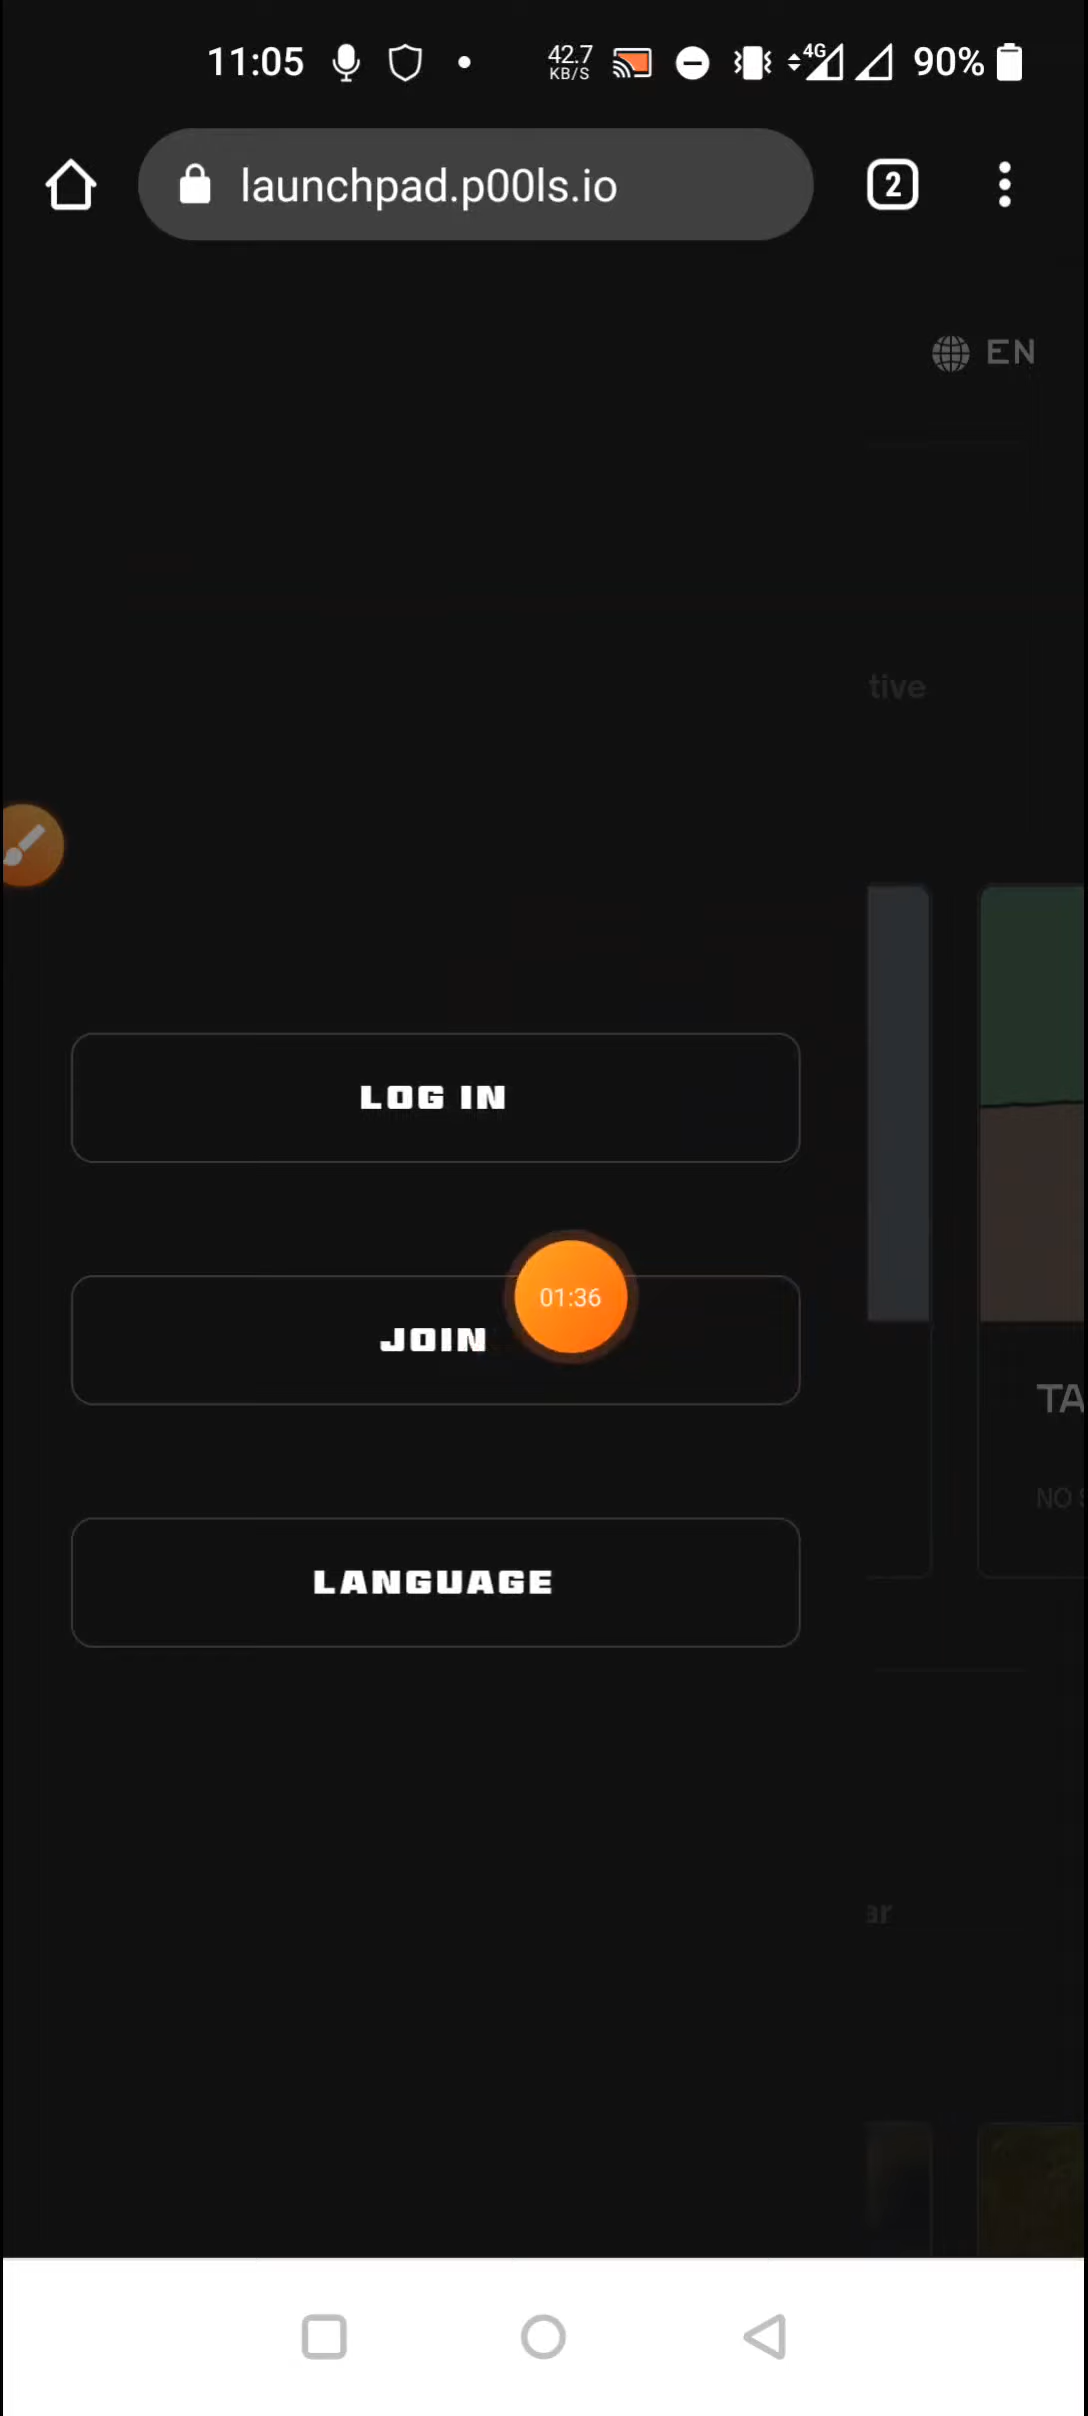 11:05 42.7 KB/S 4G 90%
launchpad.p00ls.io 2
EN
tive
LOG IN
01:36
JOIN
TA
NO
LANGUAGE
ar